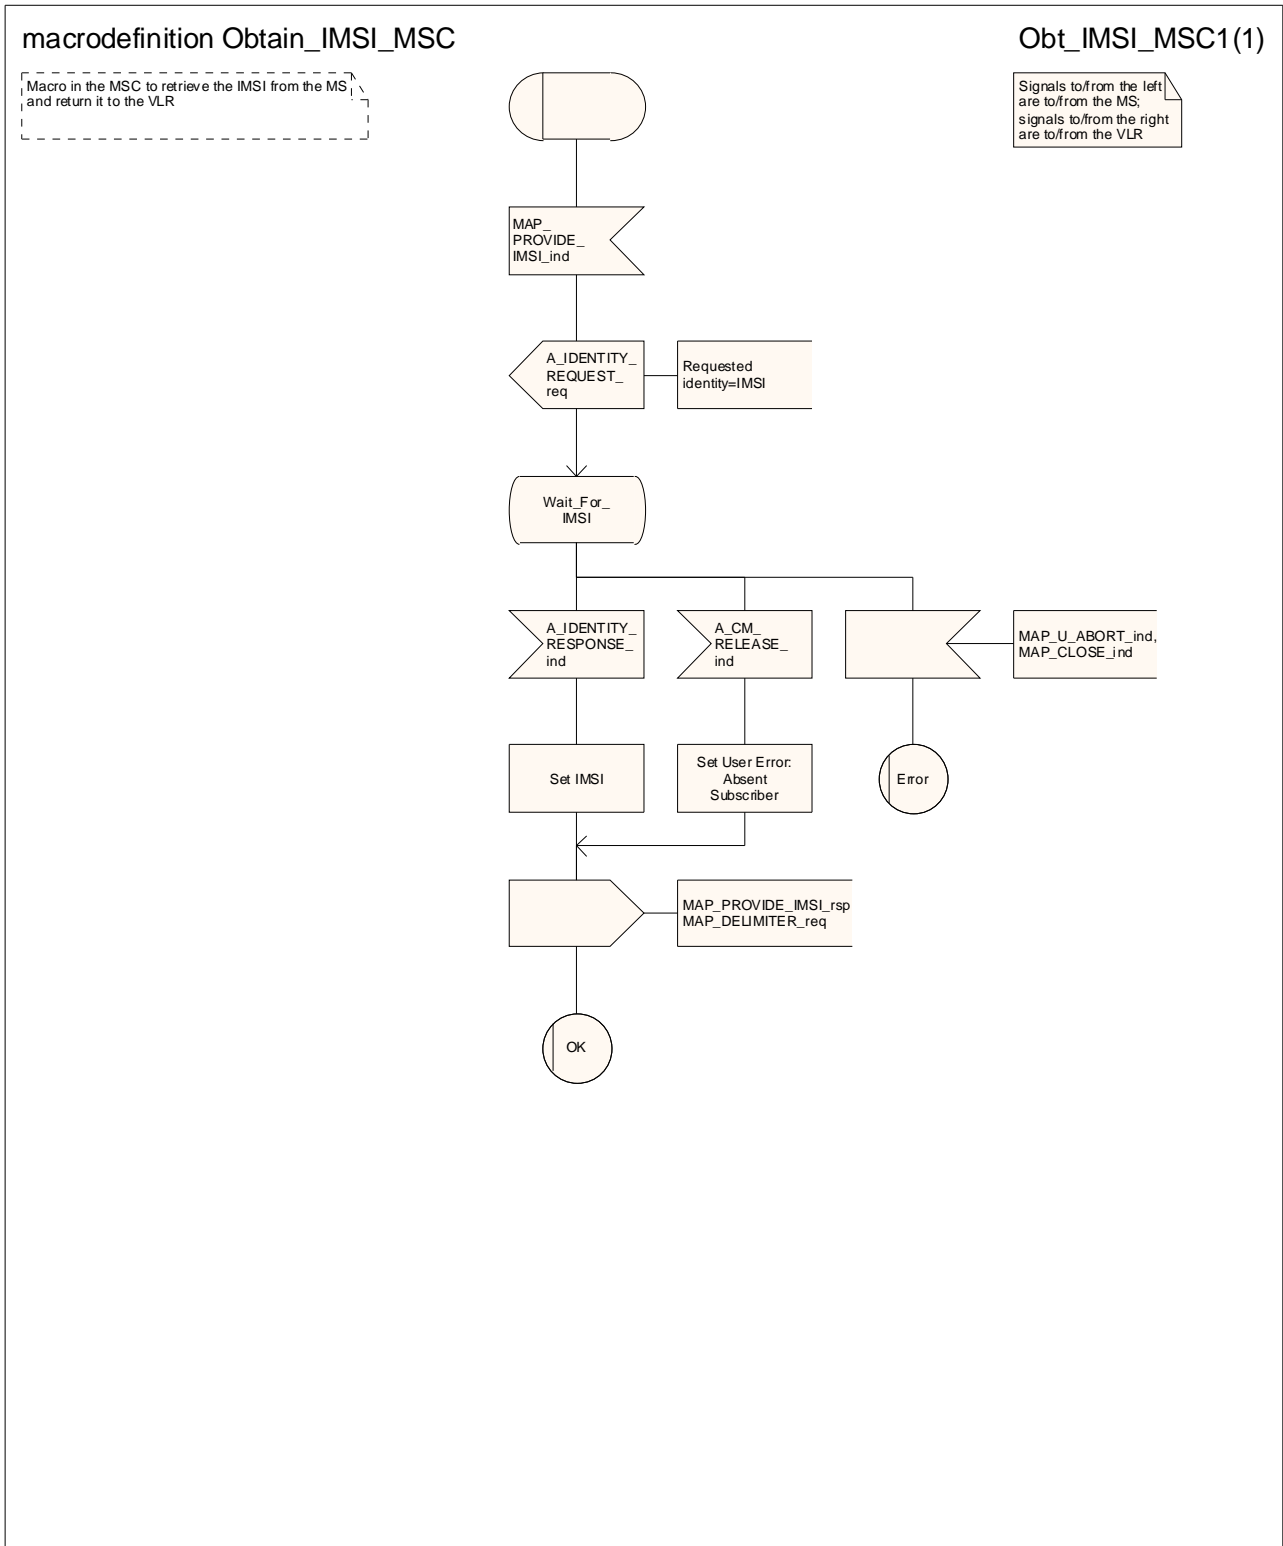 macrodefinition Obtain_IMSI_MSC
Obt_IMSI_MSC1(1)
Macro in the MSC to retrieve the IMSI from the MS
and return it to the VLR
Signals to/from the left
are to/from the MS;
signals to/from the right
are to/from the VLR
MAP_
PROVIDE_
IMSI_ind
A_IDENTITY_
REQUEST_
req
Requested
identity=IMSI
Wait_For_
IMSI
A_IDENTITY_
RESPONSE_
ind
A_CM_
RELEASE_
ind
MAP_U_ABORT_ind,
MAP_CLOSE_ind
Set IMSI
Set User Error:
Absent
Subscriber
Error
MAP_PROVIDE_IMSI_rsp
MAP_DELIMITER_req
OK